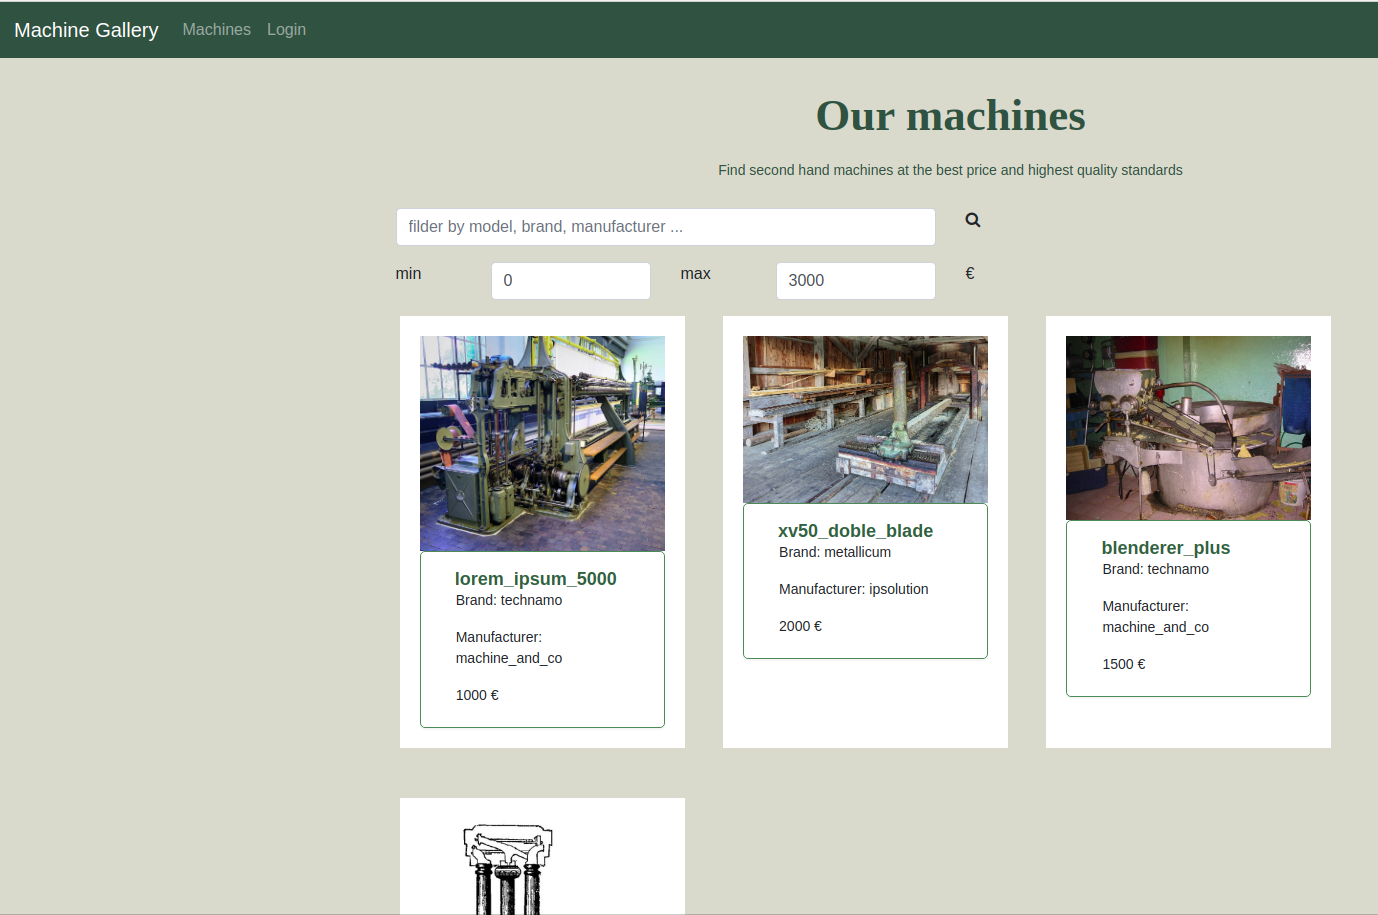 Machine Gallery Machines Login
Our machines
Find second hand machines at the best price and highest quality standards
filder by model, brand, manufacturer ...
min 0 max 3000 €
lorem_ipsum_5000
Brand: technamo
Manufacturer:
machine_and_co
1000 €
xv50_doble_blade
Brand: metallicum
Manufacturer: ipsolution
2000 €
blenderer_plus
Brand: technamo
Manufacturer:
machine_and_co
1500 €